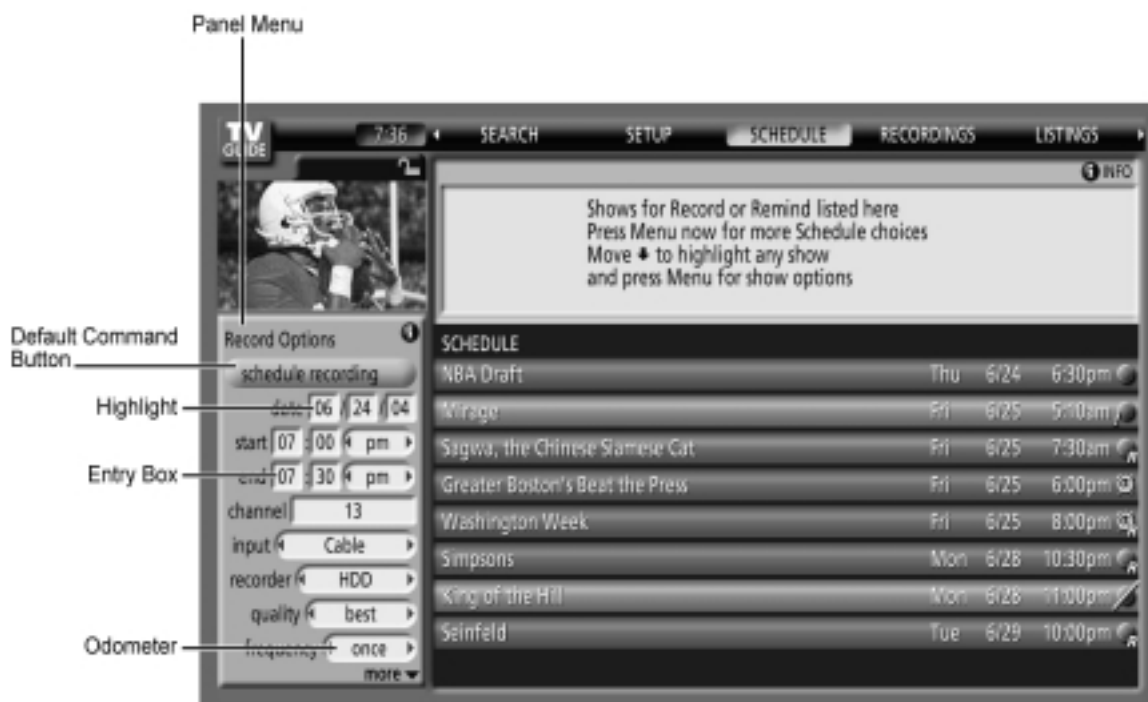 Panel Menu
TV
GUIDE
7:36
SEARCH
SETUP
SCHEDULE
RECORDINGS
LISTINGS
INFO
Shows for Record or Remind listed here
Press Menu now for more Schedule choices
Move ⬇ to highlight any show
and press Menu for show options
Default Command
Button
Highlight
Entry Box
Odometer
Record Options
schedule recording
date 06 / 24 / 04
start 07 : 00 pm
end 07 : 30 pm
channel 13
input Cable
recorder HDD
quality best
frequency once
more
SCHEDULE
NBA Draft Thu 6/24 6:30pm
Mirage Fri 6/25 5:10am
Sagwa, the Chinese Siamese Cat Fri 6/25 7:30am R
Greater Boston's Beat the Press Fri 6/25 6:00pm
Washington Week Fri 6/25 8:00pm R
Simpsons Mon 6/28 10:30pm R
King of the Hill Mon 6/28 11:00pm
Seinfeld Tue 6/29 10:00pm R